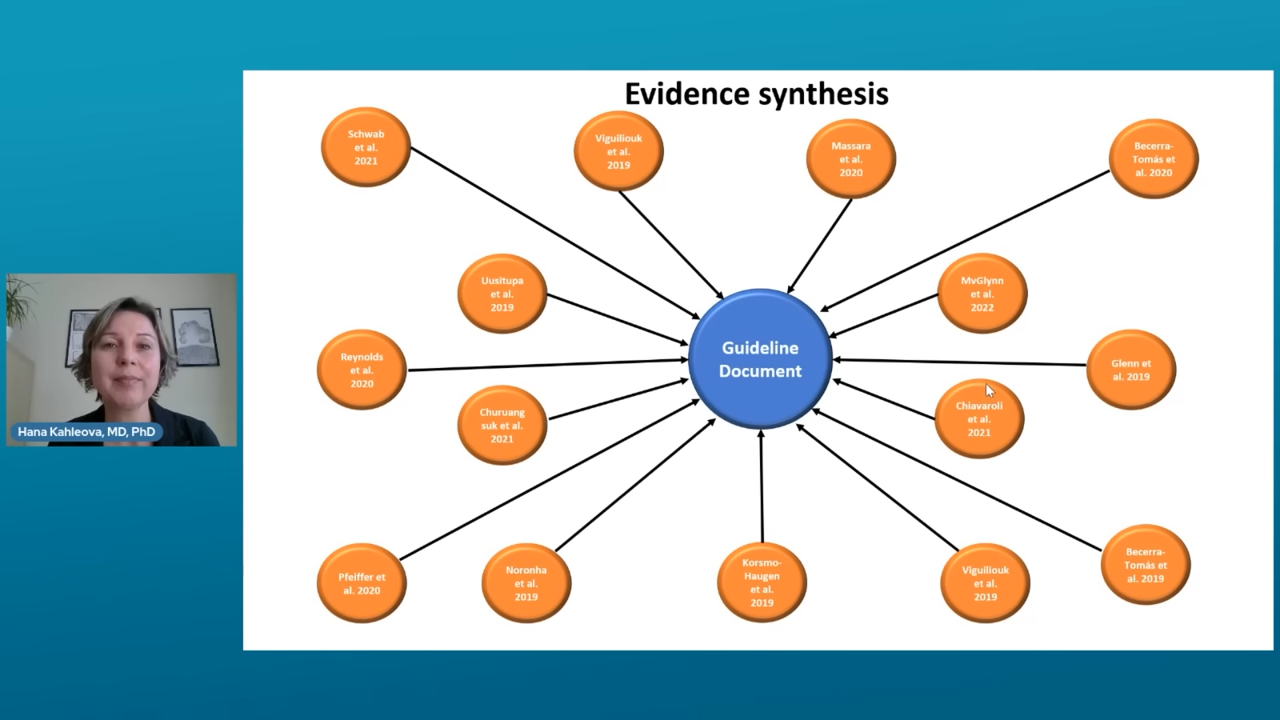 Evidence synthesis
Schwab
et al.
2021
Viguiliouk
et al.
2019
Massara
et al.
2020
Becerra-
Tomás et
al. 2020
Uusitupa
et al.
2019
MvGlynn
et al.
2022
Reynolds
et al.
2020
Guideline
Document
Glenn et
al. 2019
Churuang
suk et al.
2021
Chiavaroli
et al.
2021
Pfeiffer et
al. 2020
Noronha
et al.
2019
Korsmo-
Haugen
et al.
2019
Viguiliouk
et al.
2019
Becerra-
Tomás et
al. 2019
Hana Kahleova, MD, PhD